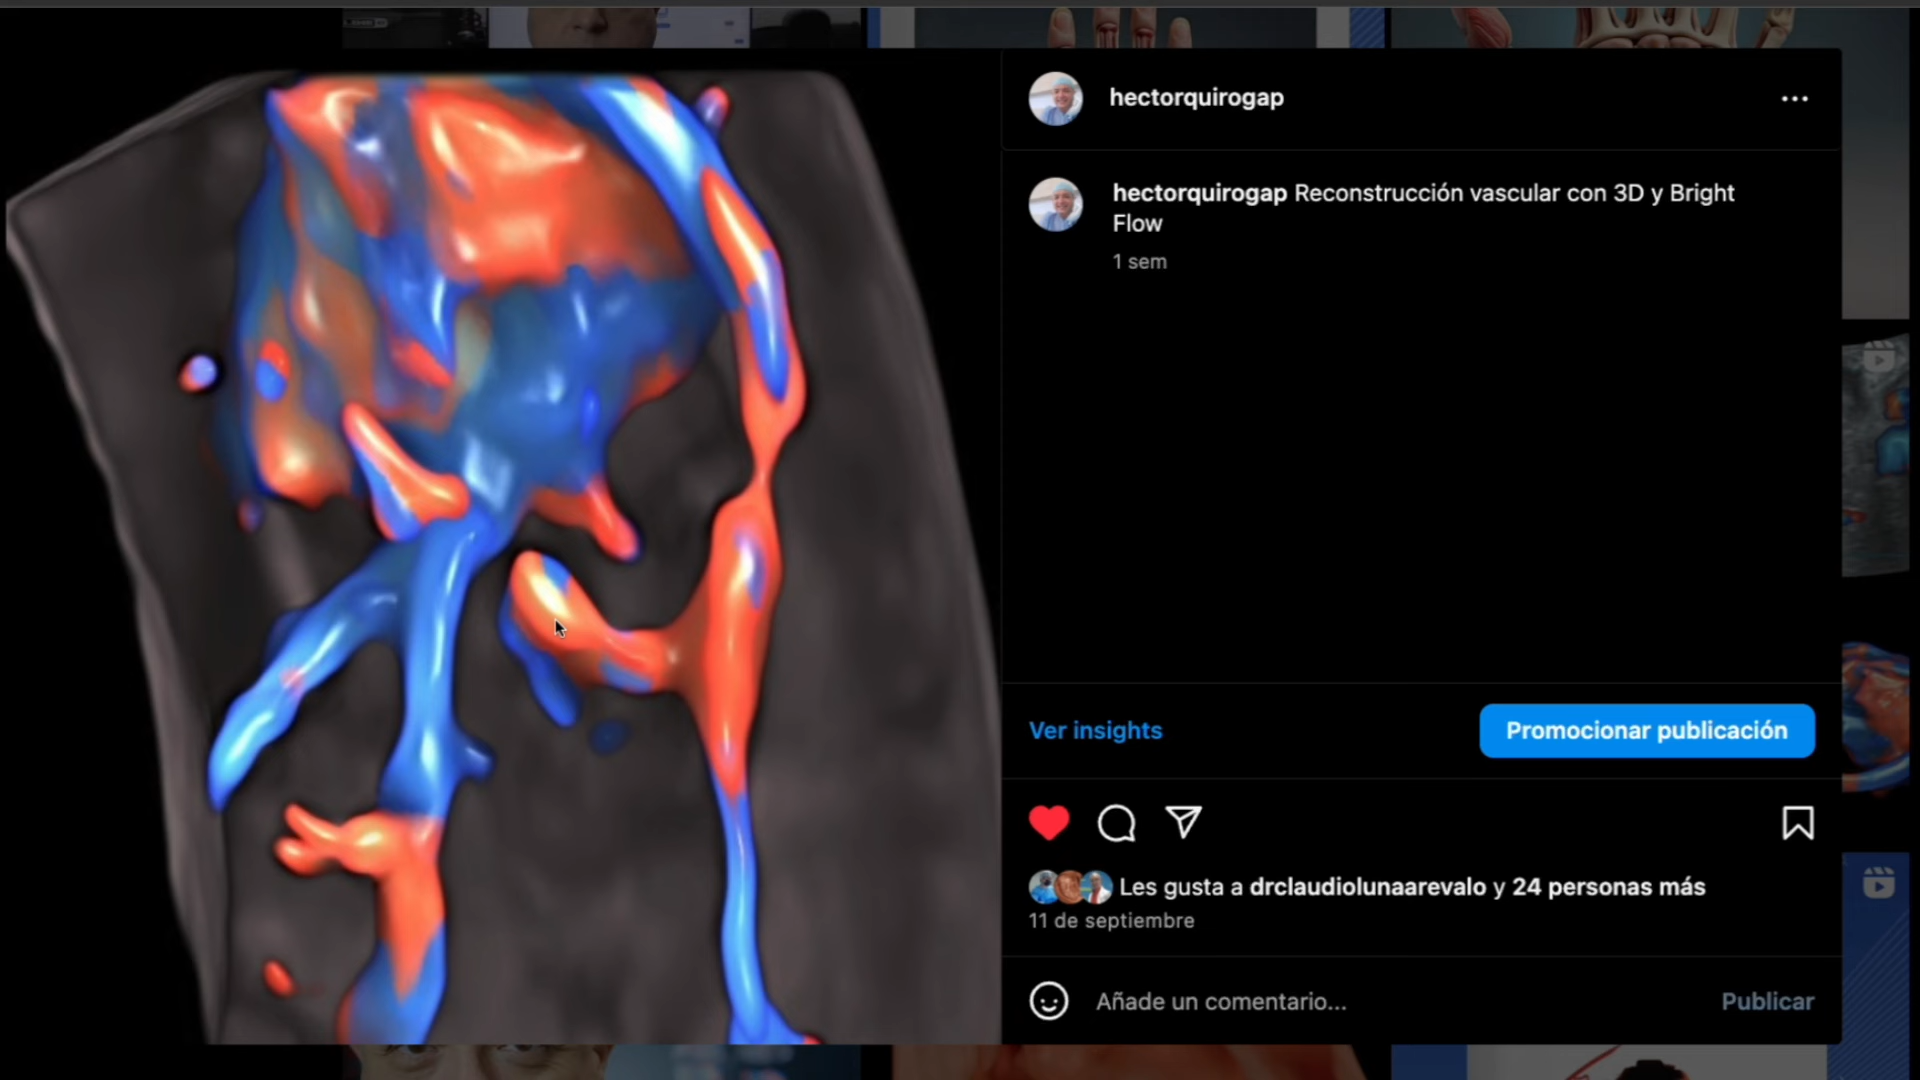 hectorquirogap
hectorquirogap Reconstrucción vascular con 3D y Bright
Flow
1 sem
Ver insights
Promocionar publicación
Les gusta a drclaudiolunaarevalo y 24 personas más
11 de septiembre
Añade un comentario...
Publicar